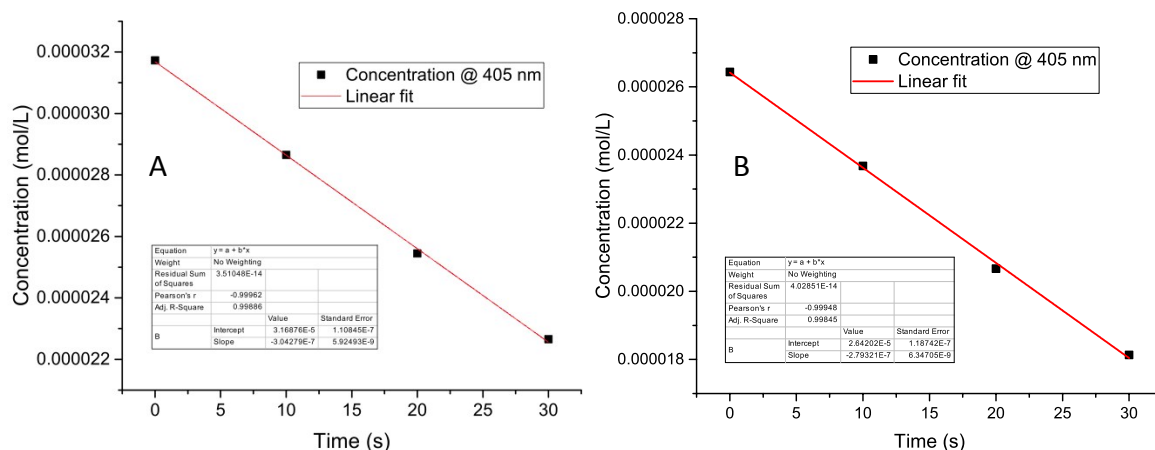 0.000032
0.000030
0.000028
0.000026
0.000024
0.000022
Concentration (mol/L)
Concentration @ 405 nm
Linear fit
A
Equation y = a + b*x
Weight No Weighting
Residual Sum of Squares 3.51048E-14
Pearson's r -0.99962
Adj. R-Square 0.99886
Value Standard Error
B Intercept 3.16876E-5 1.10845E-7
Slope -3.04279E-7 5.92493E-9
0 5 10 15 20 25 30
Time (s)
0.000028
0.000026
0.000024
0.000022
0.000020
0.000018
Concentration (mol/L)
Concentration @ 405 nm
Linear fit
B
Equation y = a + b*x
Weight No Weighting
Residual Sum of Squares 4.02851E-14
Pearson's r -0.99948
Adj. R-Square 0.99845
Value Standard Error
B Intercept 2.64202E-5 1.18742E-7
Slope -2.79321E-7 6.34705E-9
0 5 10 15 20 25 30
Time (s)